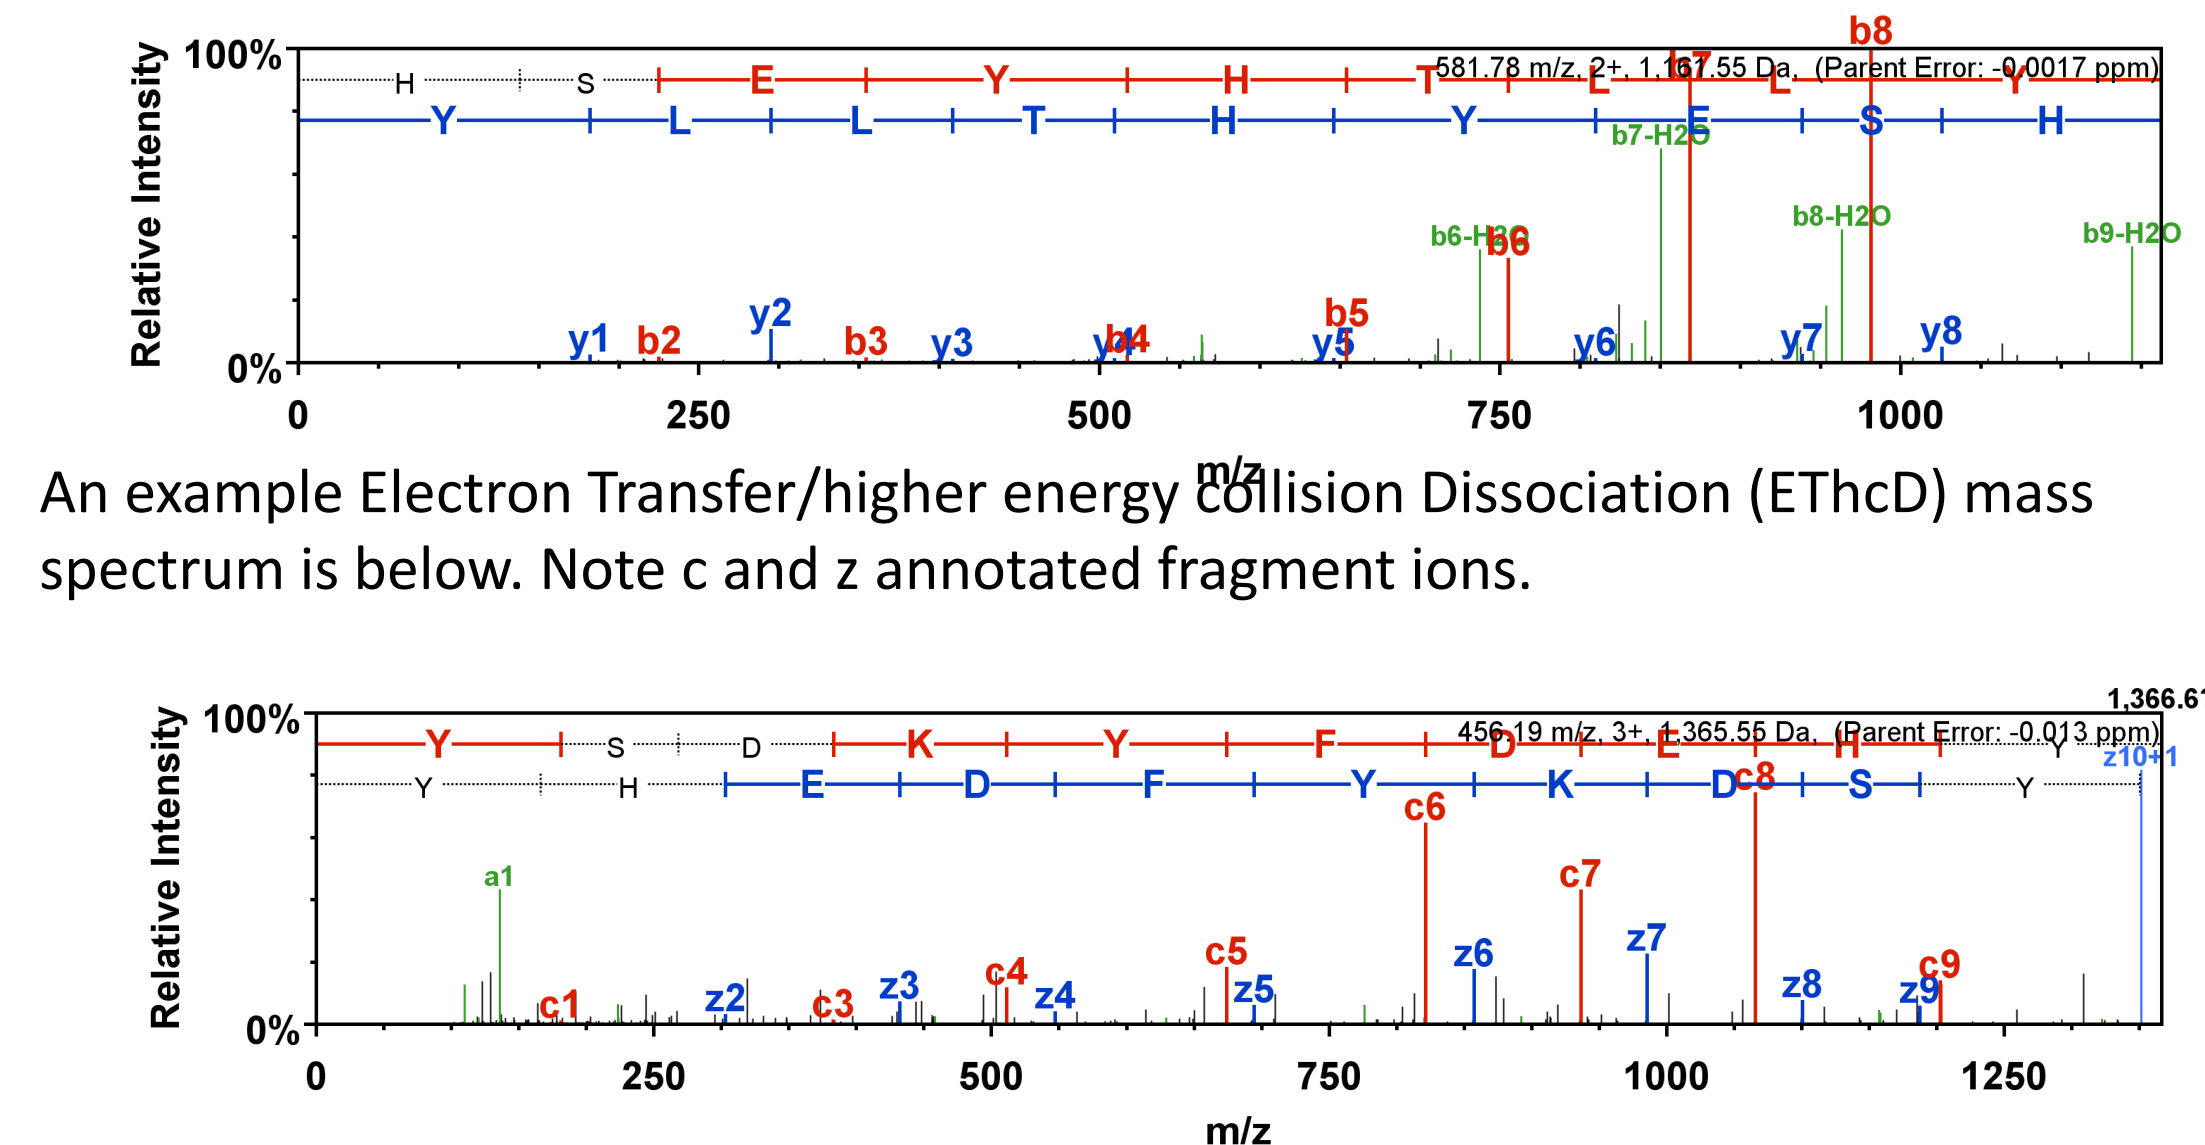 b8
100%
581.78 m/z, 2+, 1,161.55 Da, (Parent Error: -0.0017 ppm)
H S E Y H T L b7 L Y
Y L L T H Y E S H
b7-H2O
b8-H2O
b6-H2O b6 b9-H2O
y1 b2 y2 b3 y3 y4 b4 y5 b5 y6 y7 y8
Relative Intensity
0%
0 250 500 750 1000
m/z
An example Electron Transfer/higher energy collision Dissociation (EThcD) mass
spectrum is below. Note c and z annotated fragment ions.
1,366.61
100%
456.19 m/z, 3+, 1,365.55 Da, (Parent Error: -0.013 ppm)
Y S D K Y F D E H Y
z10+1
Y H E D F Y K D c8 S Y
c6
a1 c7
c1 z2 c3 z3 c4 z4 c5 z5 z6 z7 z8 z9 c9
Relative Intensity
0%
0 250 500 750 1000 1250
m/z